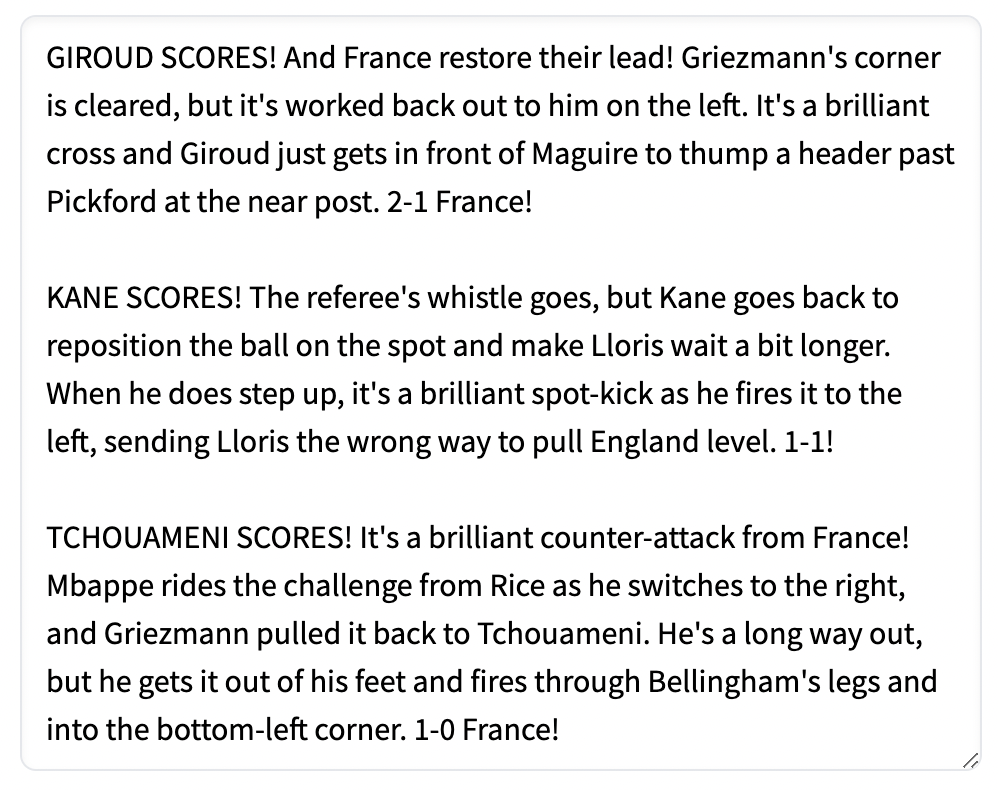 GIROUD SCORES! And France restore their lead! Griezmann's corner
is cleared, but it's worked back out to him on the left. It's a brilliant
cross and Giroud just gets in front of Maguire to thump a header past
Pickford at the near post. 2-1 France!
KANE SCORES! The referee's whistle goes, but Kane goes back to
reposition the ball on the spot and make Lloris wait a bit longer.
When he does step up, it's a brilliant spot-kick as he fires it to the
left, sending Lloris the wrong way to pull England level. 1-1!
TCHOUAMENI SCORES! It's a brilliant counter-attack from France!
Mbappe rides the challenge from Rice as he switches to the right,
and Griezmann pulled it back to Tchouameni. He's a long way out,
but he gets it out of his feet and fires through Bellingham's legs and
into the bottom-left corner. 1-0 France!